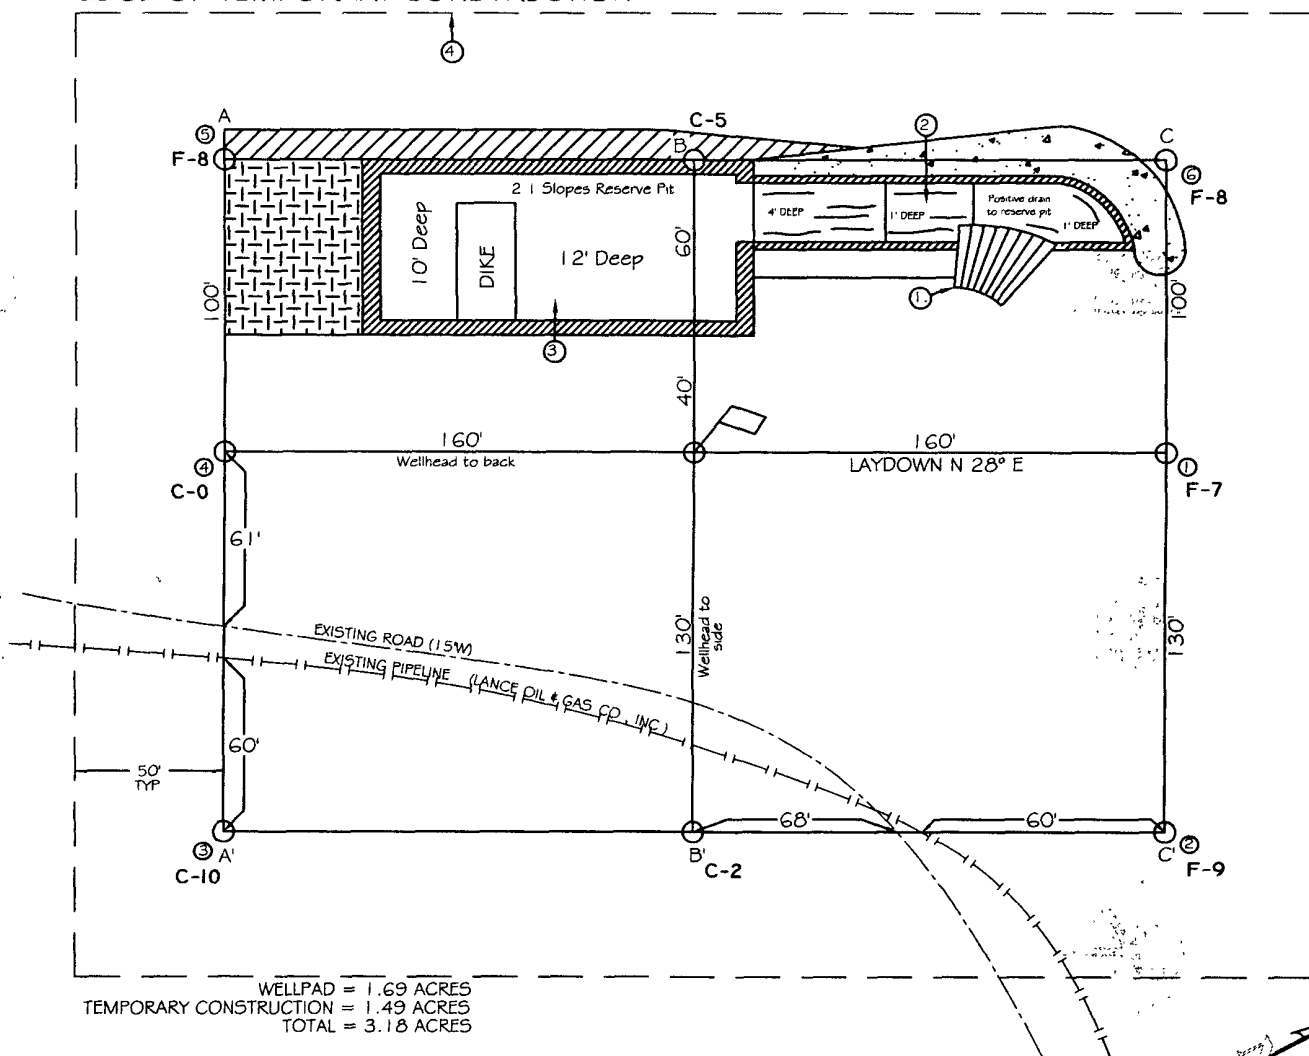 4
A
5
F-8
C-5
B
2
C
6
F-8
2 1 Slopes Reserve Pit
10' Deep
DIKE
12' Deep
60'
4' DEEP
1' DEEP
Positive drain
to reserve pit
1' DEEP
1.
3
100'
100'
40'
160'
Wellhead to back
160'
LAYDOWN N 28° E
4
C-0
1
F-7
61'
EXISTING ROAD (15'W)
EXISTING PIPELINE (LANCE OIL & GAS CO., INC.)
130'
Wellhead to
side
130'
60'
50'
TYP
68'
60'
3
A'
C-10
B'
C-2
C'
2
F-9
WELLPAD = 1.69 ACRES
TEMPORARY CONSTRUCTION = 1.49 ACRES
TOTAL = 3.18 ACRES